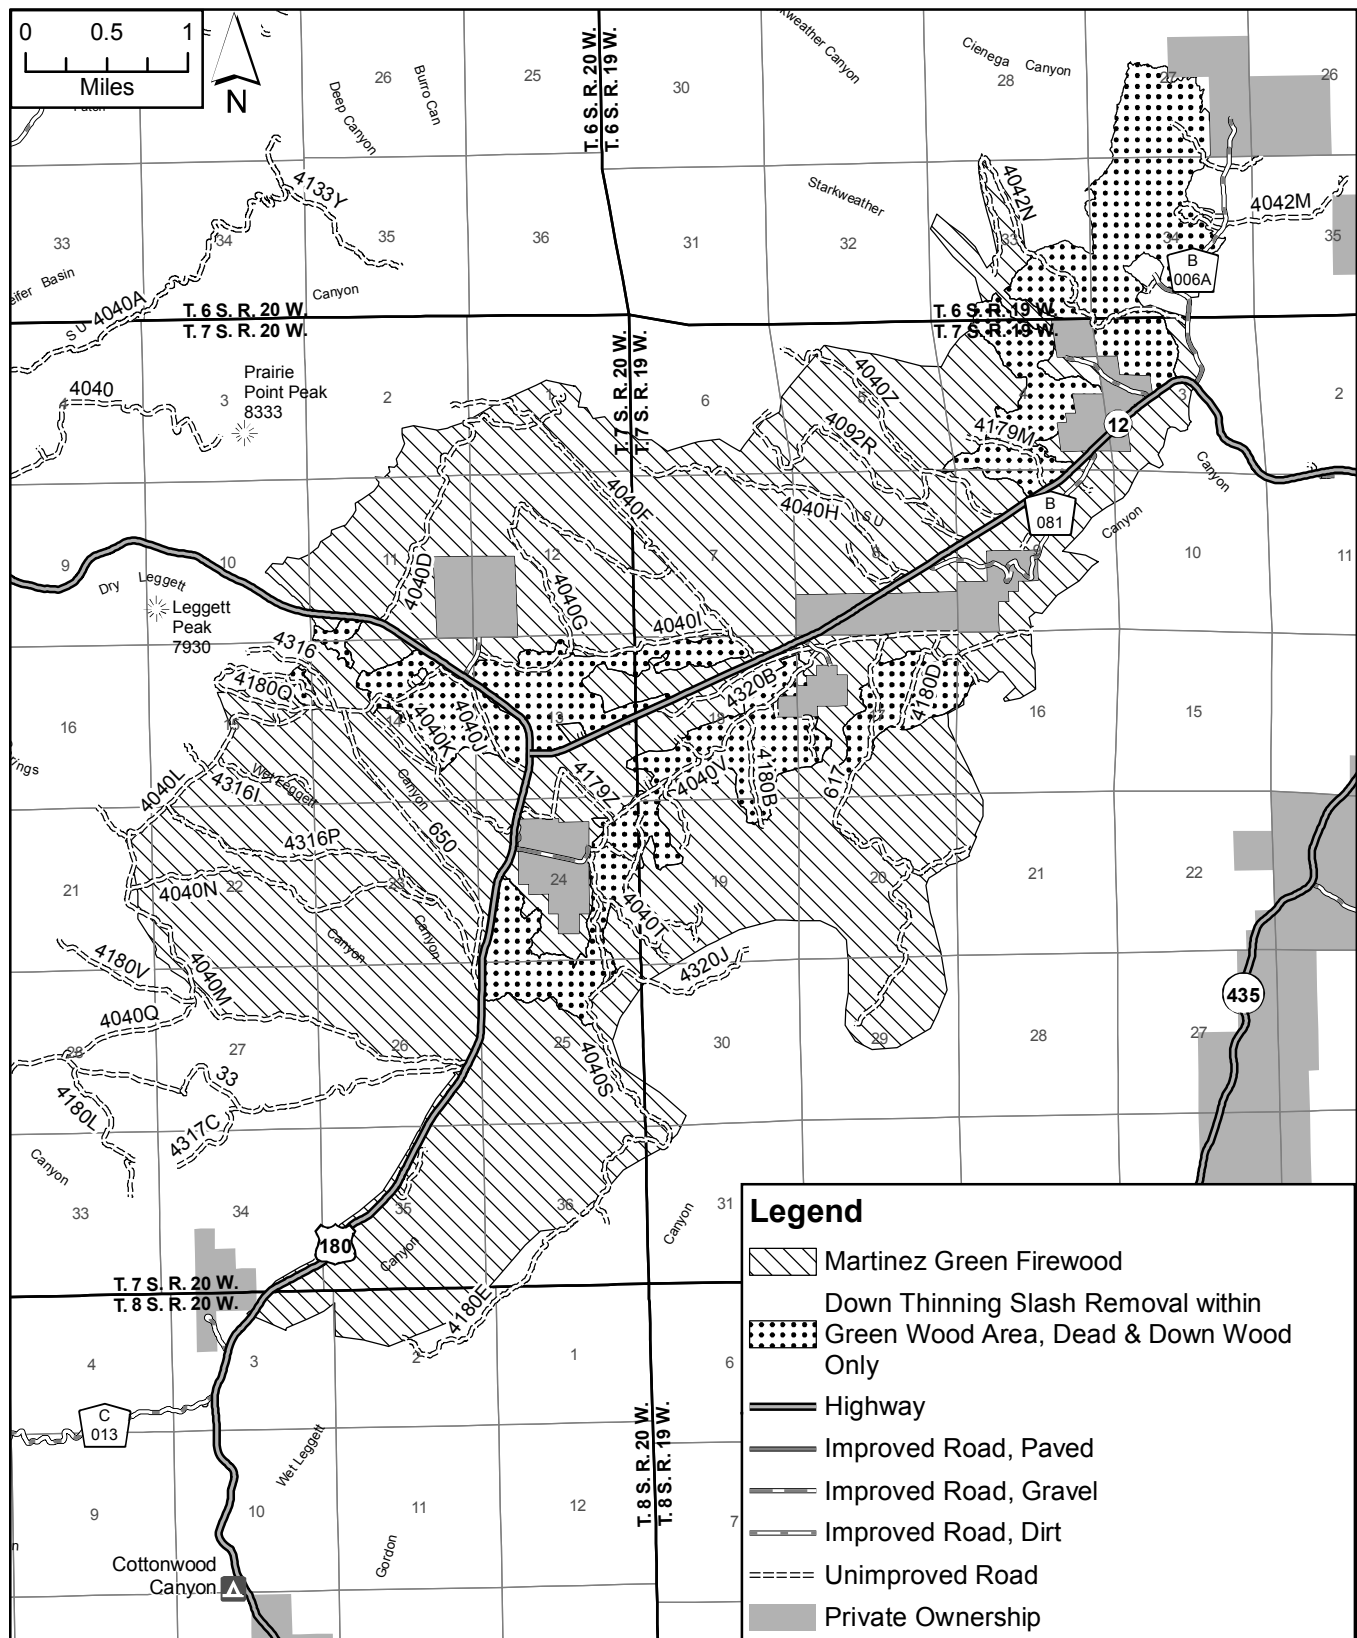 0 0.5 1
Miles
N
26
Burro Can
25
Deep Canyon
T. 6 S. R. 20 W.
T. 6 S. R. 19 W.
30
Cienega Canyon
28
27
26
4133Y
33
34
35
36
31
Starkweather
32
4042N
33
4042M
34
35
B
006A
Canyon
4040A
S U
T. 6 S. R. 20 W.
T. 7 S. R. 20 W.
T. 6 S. R. 19 W.
T. 7 S. R. 19 W.
T. 7 S. R. 20 W.
T. 7 S. R. 19 W.
4040
4
3
Prairie
Point Peak
8333
2
1
6
5
4040Z
4092R
4
4179M
12
3
2
Canyon
4040F
4040H
S U
B
081
Canyon
9
10
11
12
7
8
9
10
11
Dry Leggett
Leggett
Peak
7930
4040D
4040G
4040I
4316
4180Q
4320B
4180D
16
15
14
13
18
17
16
15
4040K
4040J
4040L
4316I
Wet Leggett
Canyon
4179Z
4040V
4180B
617
650
4316P
21
4040N
22
23
24
19
20
21
22
Canyon
Canyon
4040T
4180V
4040M
4320J
435
4040Q
28
27
26
25
30
29
28
27
4040S
33
4180L
4317C
Canyon
33
34
35
36
31
Canyon
Canyon
180
T. 7 S. R. 20 W.
T. 8 S. R. 20 W.
4180E
4
3
2
1
6
C
013
Wet Leggett
T. 8 S. R. 20 W.
T. 8 S. R. 19 W.
9
10
11
12
7
Gordon
Cottonwood
Canyon
Legend
Martinez Green Firewood
Down Thinning Slash Removal within
Green Wood Area, Dead & Down Wood
Only
Highway
Improved Road, Paved
Improved Road, Gravel
Improved Road, Dirt
Unimproved Road
Private Ownership